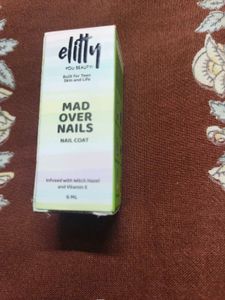 elitty
YOU BEAUTY!
Built For Teen
Skin and Life
MAD
OVER
NAILS
NAIL COAT
Infused with Witch Hazel
and Vitamin E
6 ML